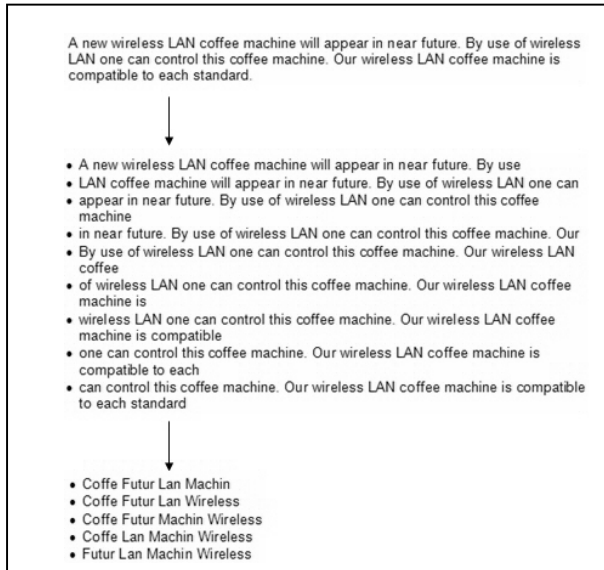 A new wireless LAN coffee machine will appear in near future. By use of wireless
LAN one can control this coffee machine. Our wireless LAN coffee machine is
compatible to each standard.
• A new wireless LAN coffee machine will appear in near future. By use
• LAN coffee machine will appear in near future. By use of wireless LAN one can
• appear in near future. By use of wireless LAN one can control this coffee
machine
• in near future. By use of wireless LAN one can control this coffee machine. Our
• By use of wireless LAN one can control this coffee machine. Our wireless LAN
coffee
• of wireless LAN one can control this coffee machine. Our wireless LAN coffee
machine is
• wireless LAN one can control this coffee machine. Our wireless LAN coffee
machine is compatible
• one can control this coffee machine. Our wireless LAN coffee machine is
compatible to each
• can control this coffee machine. Our wireless LAN coffee machine is compatible
to each standard
• Coffe Futur Lan Machin
• Coffe Futur Lan Wireless
• Coffe Futur Machin Wireless
• Coffe Lan Machin Wireless
• Futur Lan Machin Wireless